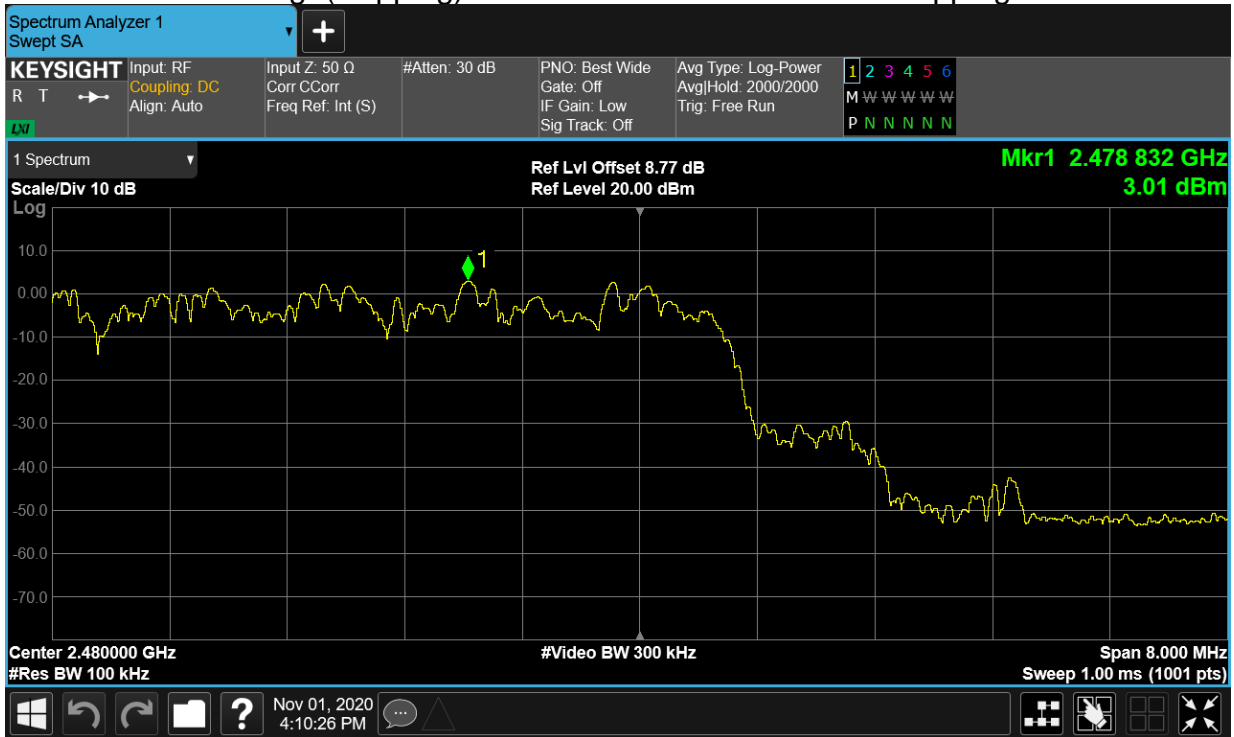 Spectrum Analyzer 1
Swept SA
KEYSIGHT
R T
LXI
Input: RF
Coupling: DC
Align: Auto
Input Z: 50 Ω
Corr CCorr
Freq Ref: Int (S)
#Atten: 30 dB
PNO: Best Wide
Gate: Off
IF Gain: Low
Sig Track: Off
Avg Type: Log-Power
Avg|Hold: 2000/2000
Trig: Free Run
1 2 3 4 5 6
M W W W W W
P N N N N N
1 Spectrum
Scale/Div 10 dB
Log
Ref Lvl Offset 8.77 dB
Ref Level 20.00 dBm
Mkr1 2.478 832 GHz
3.01 dBm
1
10.0
0.00
-10.0
-20.0
-30.0
-40.0
-50.0
-60.0
-70.0
Center 2.480000 GHz
#Res BW 100 kHz
#Video BW 300 kHz
Span 8.000 MHz
Sweep 1.00 ms (1001 pts)
?
Nov 01, 2020
4:10:26 PM